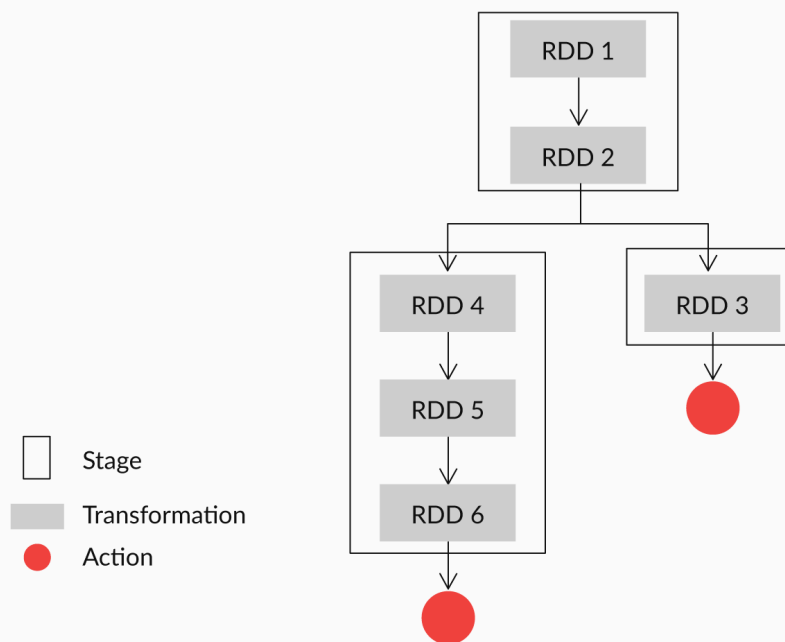 RDD 1
RDD 2
RDD 4
RDD 3
RDD 5
RDD 6
Stage
Transformation
Action